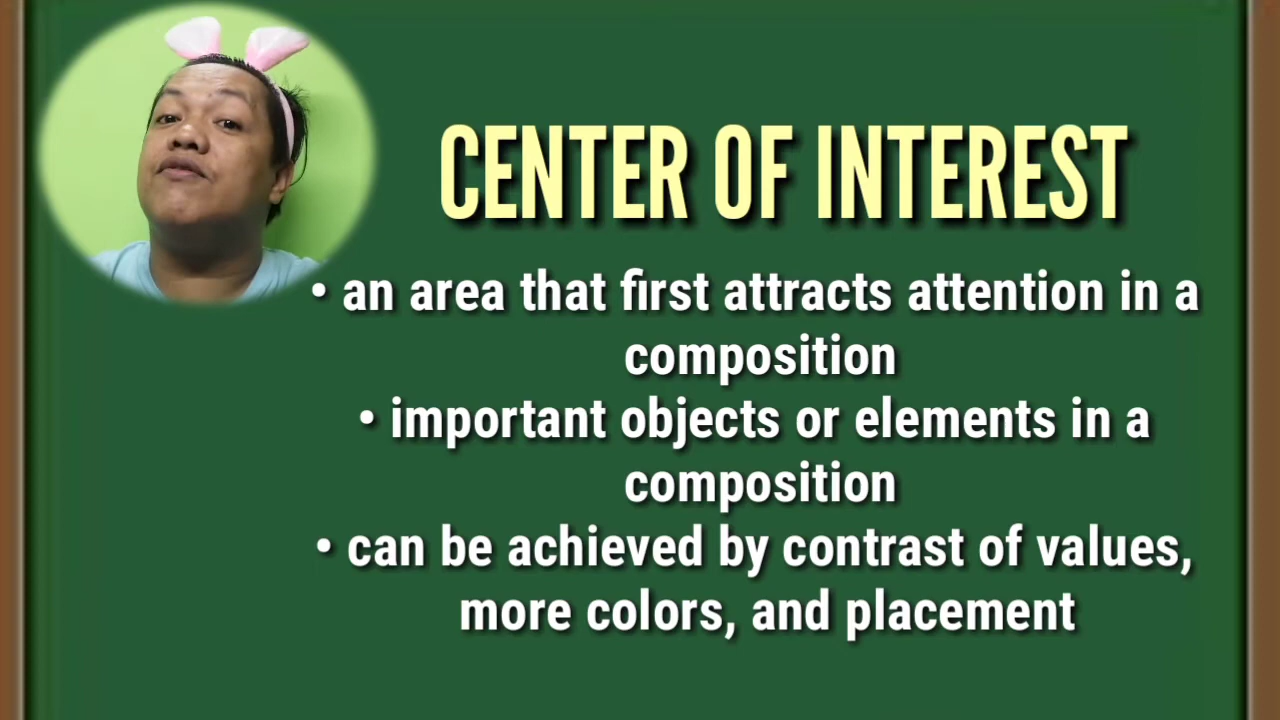 CENTER OF INTEREST
• an area that first attracts attention in a
composition
• important objects or elements in a
composition
• can be achieved by contrast of values,
more colors, and placement